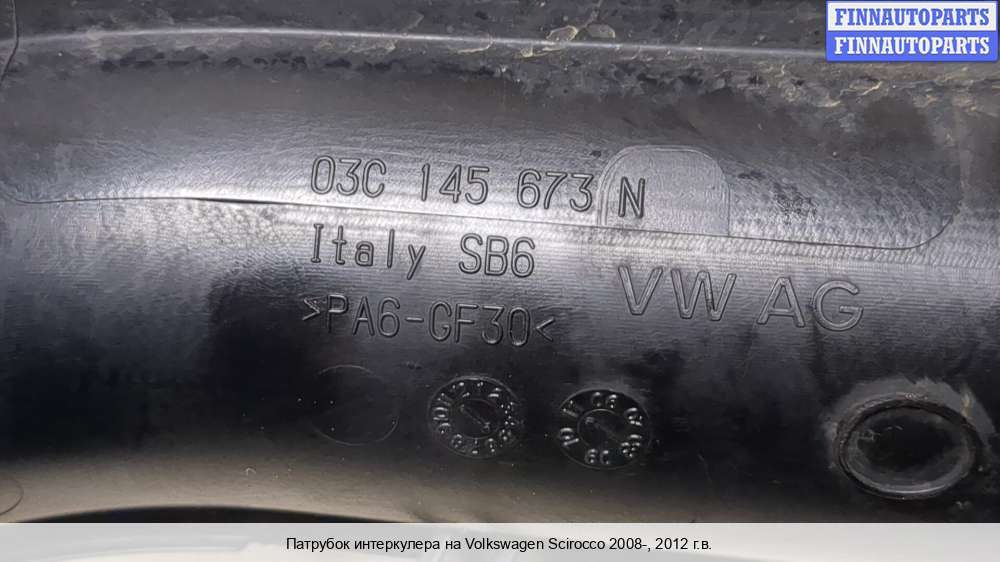 FINNAUTOPARTS
FINNAUTOPARTS
03C 145 673 N
Italy SB6
VW AG
>PA6-GF30<
Патрубок интеркулера на Volkswagen Scirocco 2008-, 2012 г.в.